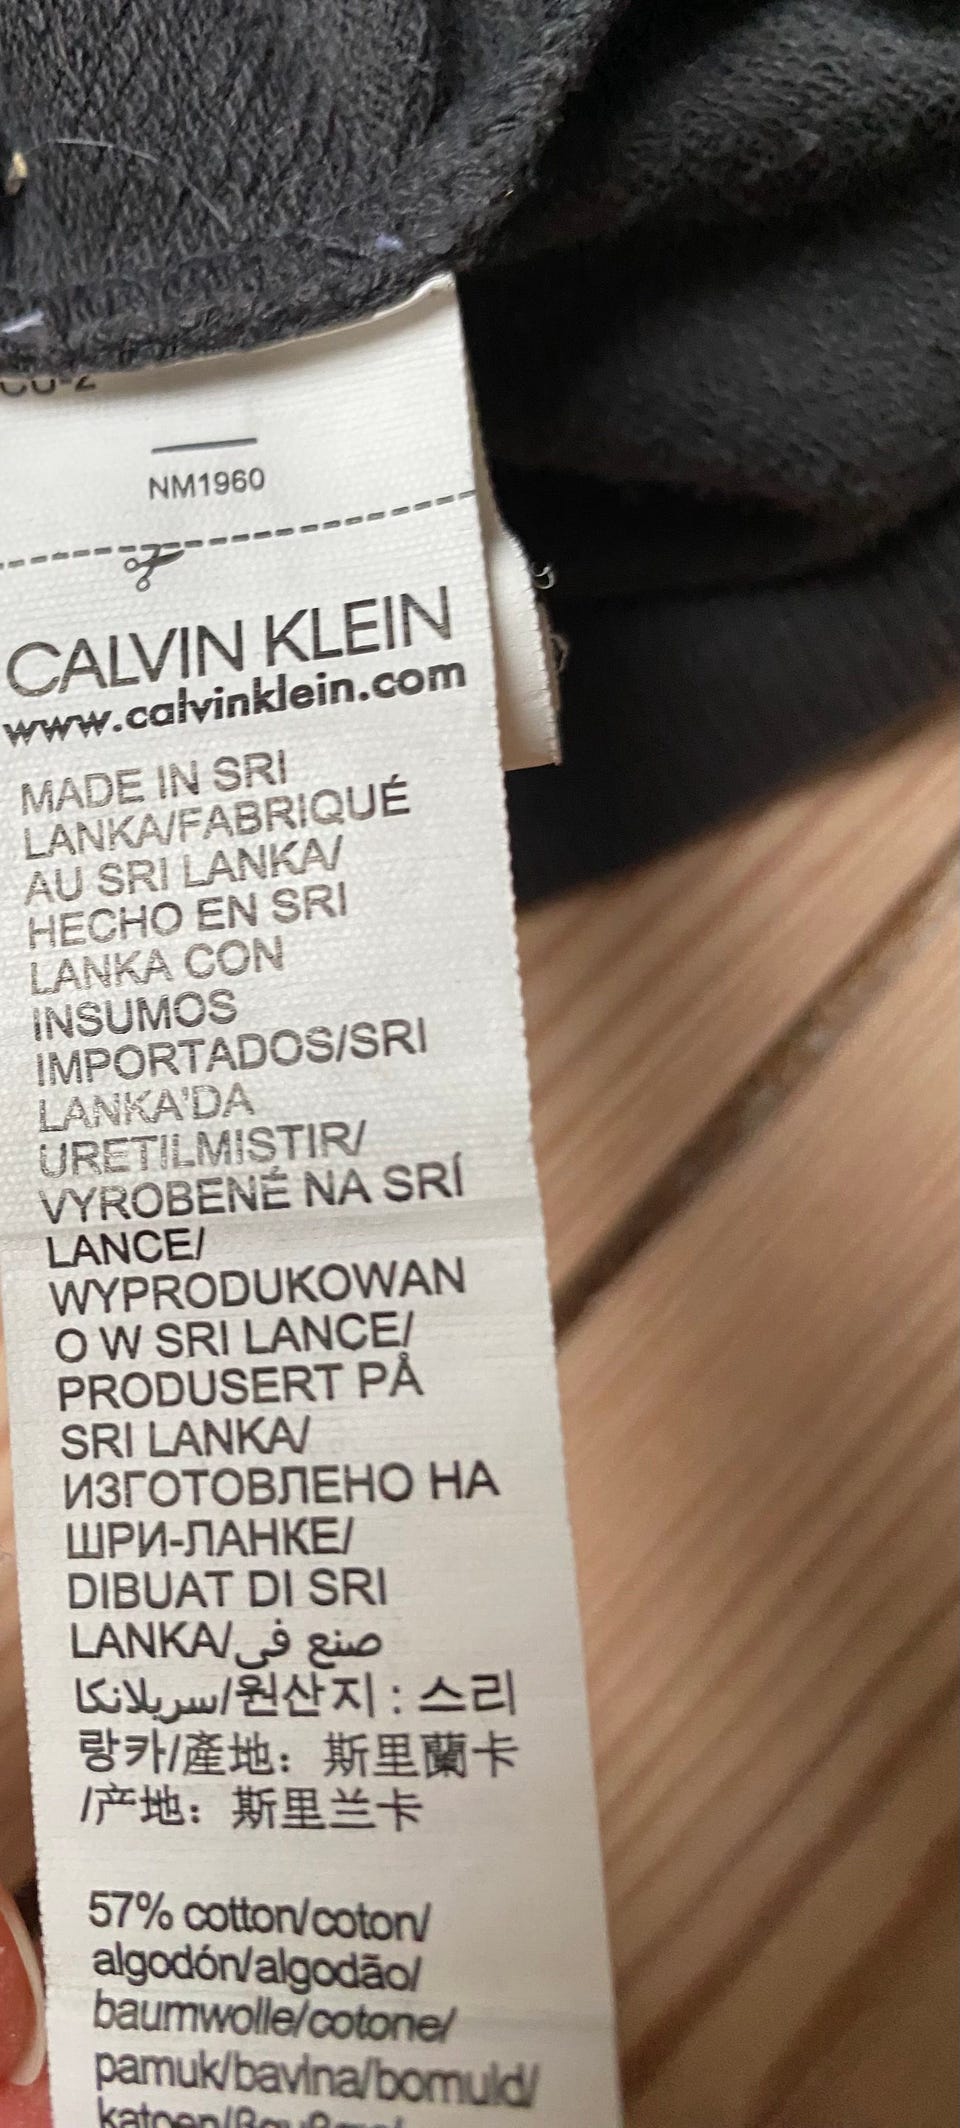 NM1960
CALVIN KLEIN
www.calvinklein.com
MADE IN SRI
LANKA/FABRIQUÉ
AU SRI LANKA/
HECHO EN SRI
LANKA CON
INSUMOS
IMPORTADOS/SRI
LANKA'DA
URETILMISTIR/
VYROBENÉ NA SRÍ
LANCE/
WYPRODUKOWAN
O W SRI LANCE/
PRODUSERT PÅ
SRI LANKA/
ИЗГОТОВЛЕНО НА
ШРИ-ЛАНКЕ/
DIBUAT DI SRI
LANKA/صنع في
سريلانكا/원산지 : 스리
랑카/產地：斯里蘭卡
/产地：斯里兰卡
57% cotton/coton/
algodón/algodão/
baumwolle/cotone/
pamuk/bavlna/bomuld/
katoen/